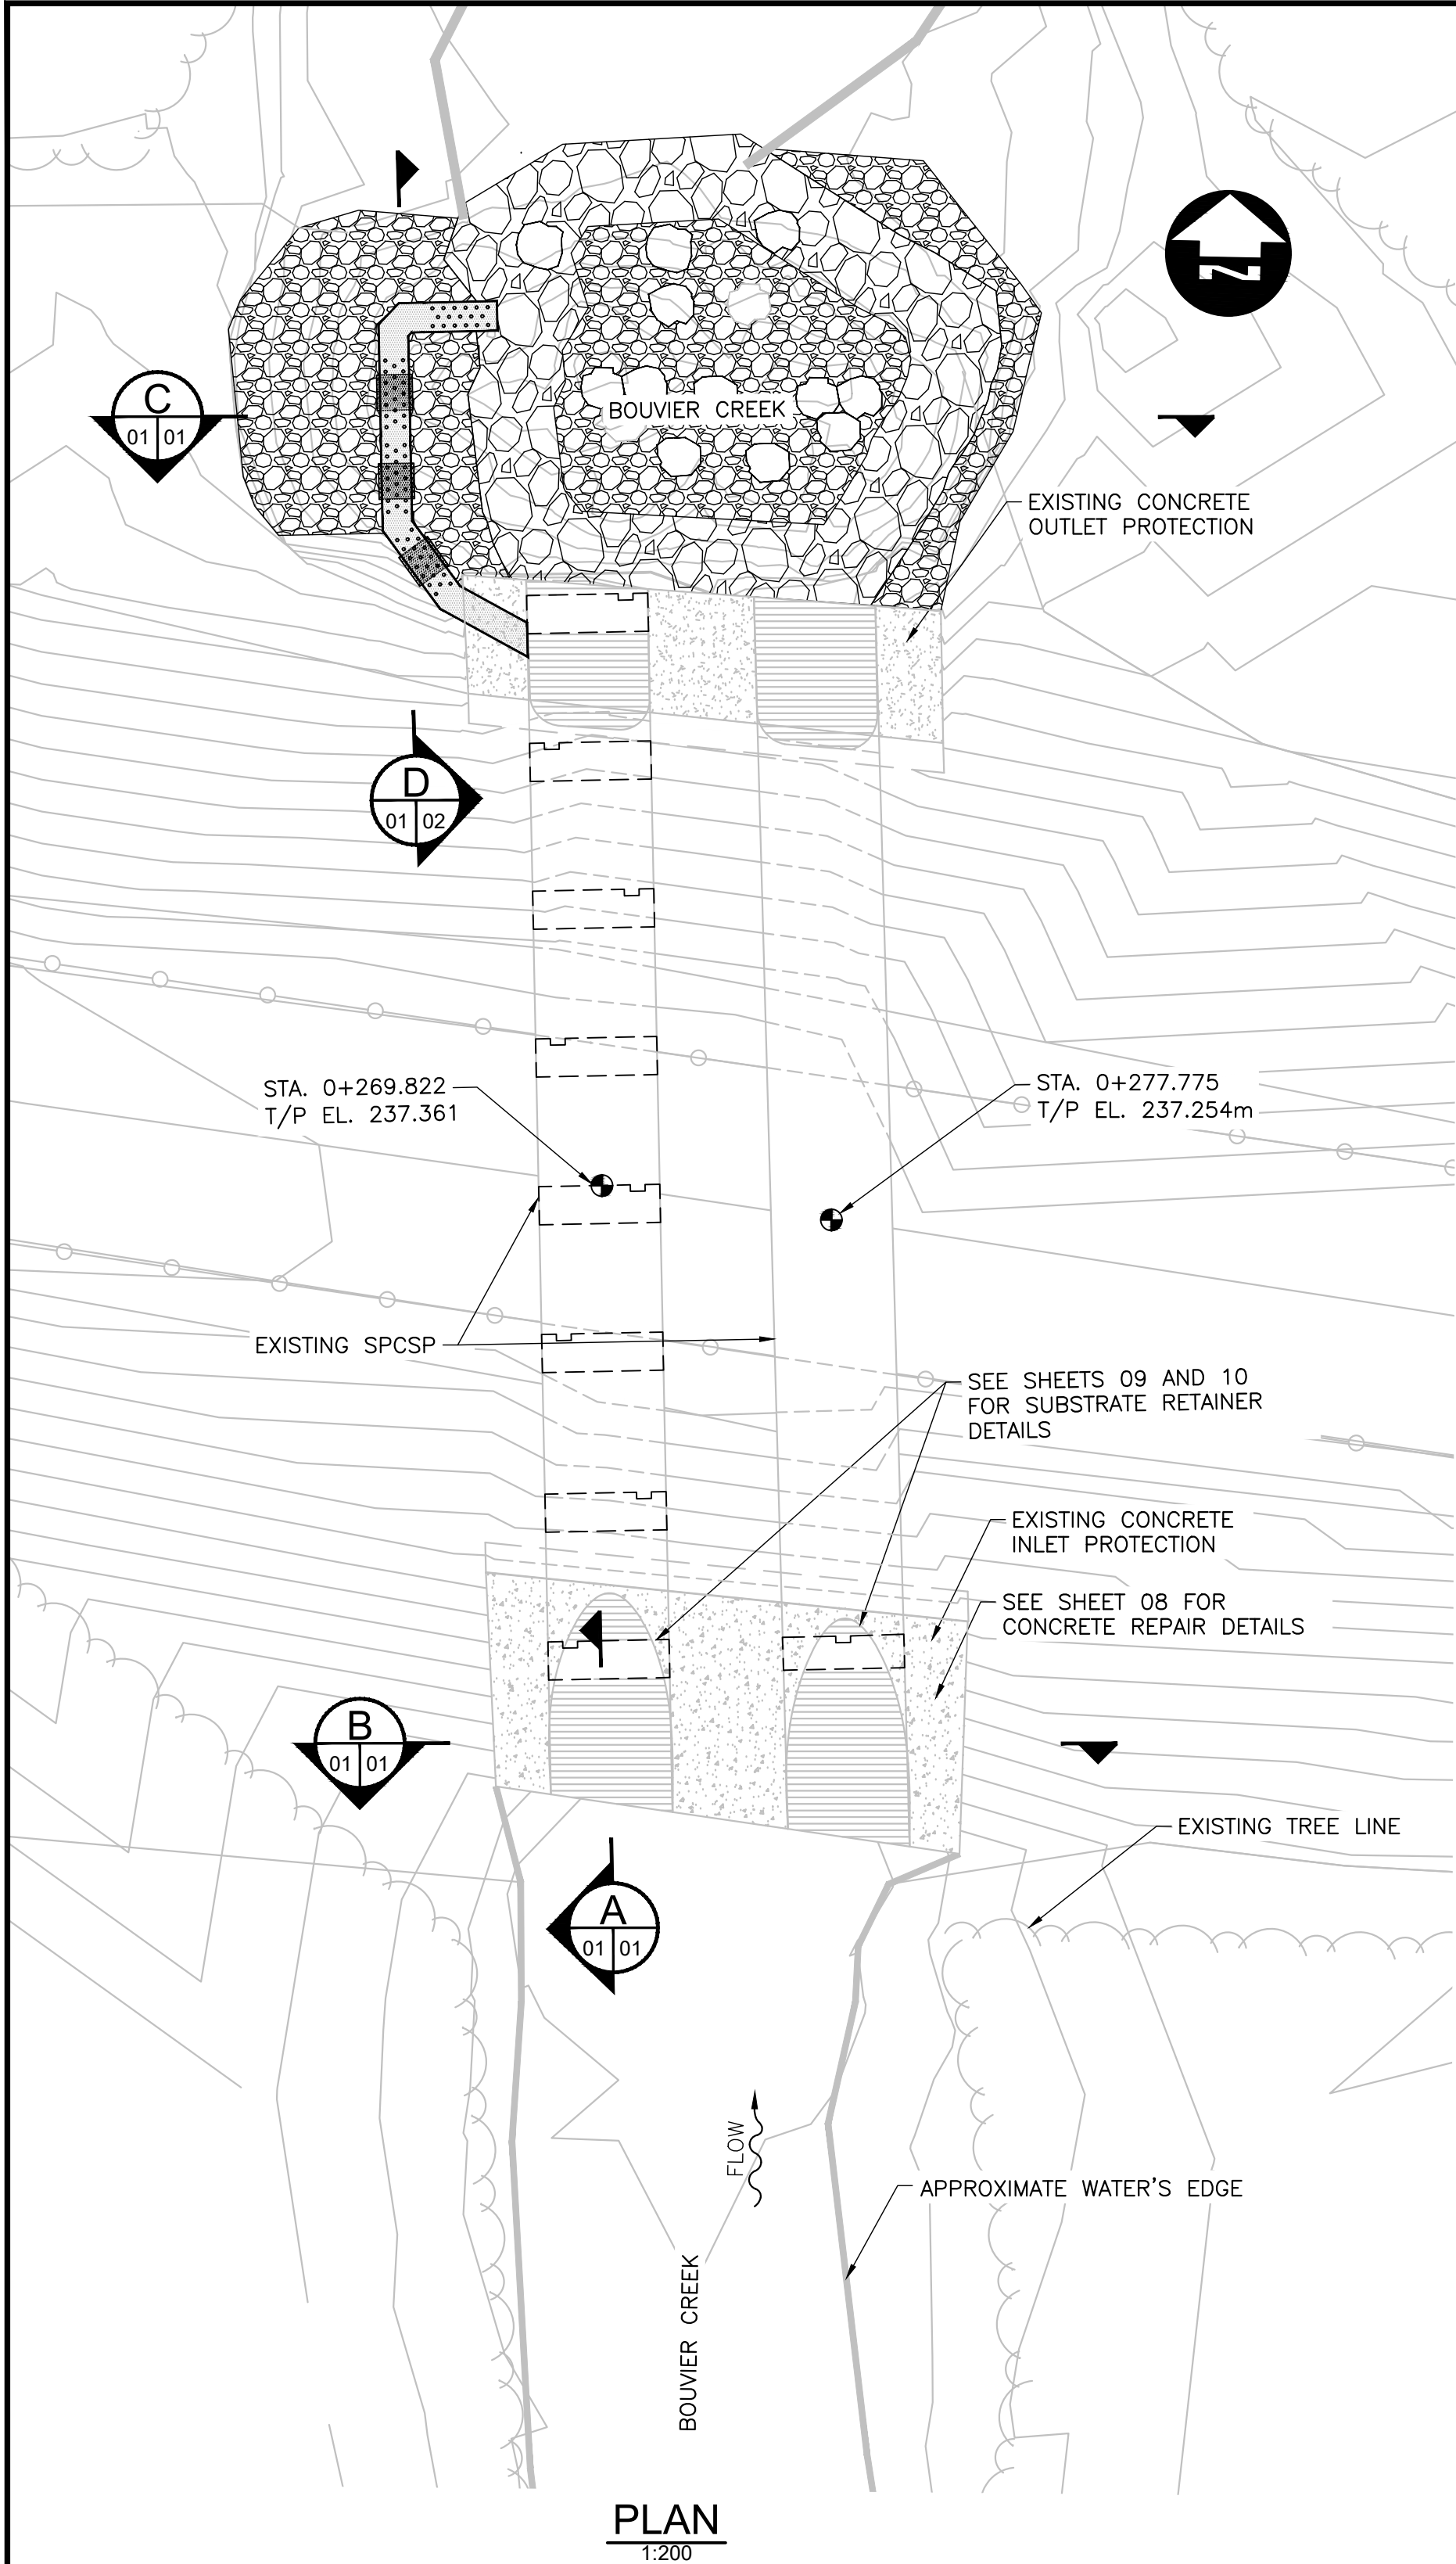 N
C
01 01
BOUVIER CREEK
EXISTING CONCRETE
OUTLET PROTECTION
D
01 02
STA. 0+269.822
T/P EL. 237.361
STA. 0+277.775
T/P EL. 237.254m
EXISTING SPCSP
SEE SHEETS 09 AND 10
FOR SUBSTRATE RETAINER
DETAILS
EXISTING CONCRETE
INLET PROTECTION
SEE SHEET 08 FOR
CONCRETE REPAIR DETAILS
B
01 01
EXISTING TREE LINE
A
01 01
FLOW
APPROXIMATE WATER'S EDGE
BOUVIER CREEK
PLAN
1:200